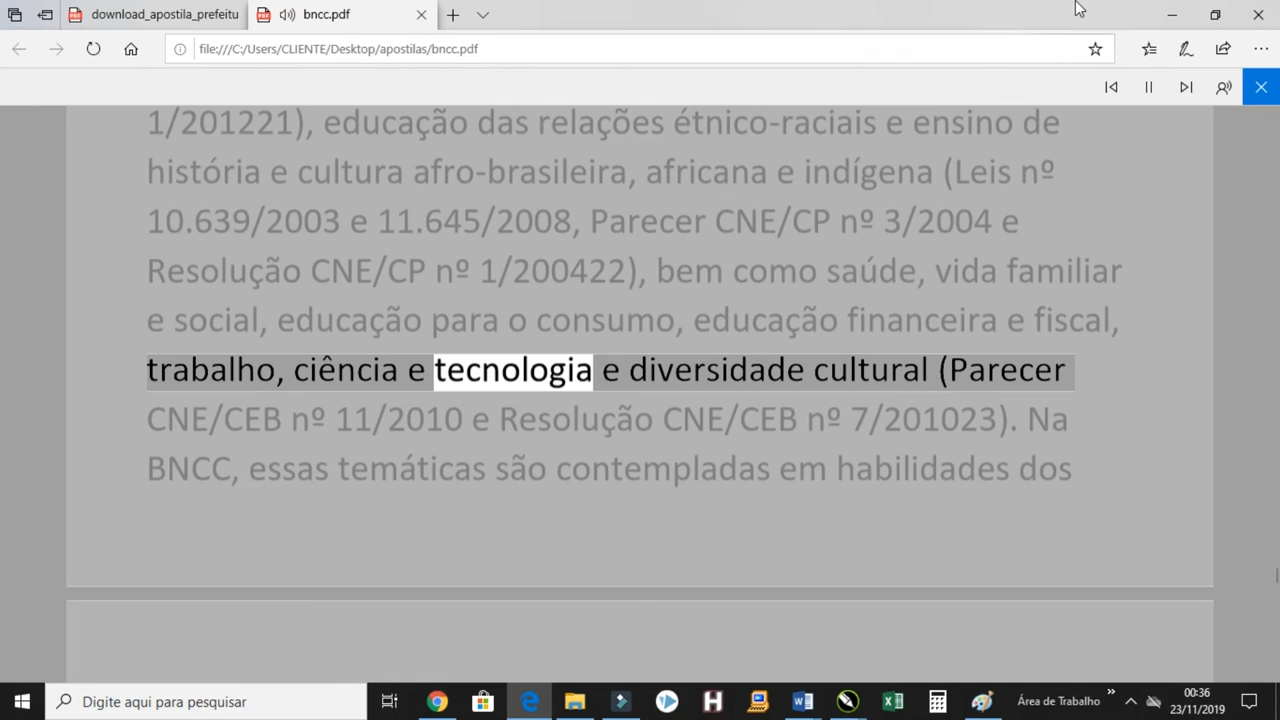 download_apostila_prefeitu
bncc.pdf
file:///C:/Users/CLIENTE/Desktop/apostilas/bncc.pdf
1/201221), educação das relações étnico-raciais e ensino de
história e cultura afro-brasileira, africana e indígena (Leis nº
10.639/2003 e 11.645/2008, Parecer CNE/CP nº 3/2004 e
Resolução CNE/CP nº 1/200422), bem como saúde, vida familiar
e social, educação para o consumo, educação financeira e fiscal,
trabalho, ciência e tecnologia e diversidade cultural (Parecer
CNE/CEB nº 11/2010 e Resolução CNE/CEB nº 7/201023). Na
BNCC, essas temáticas são contempladas em habilidades dos
Digite aqui para pesquisar
Área de Trabalho
00:36
23/11/2019